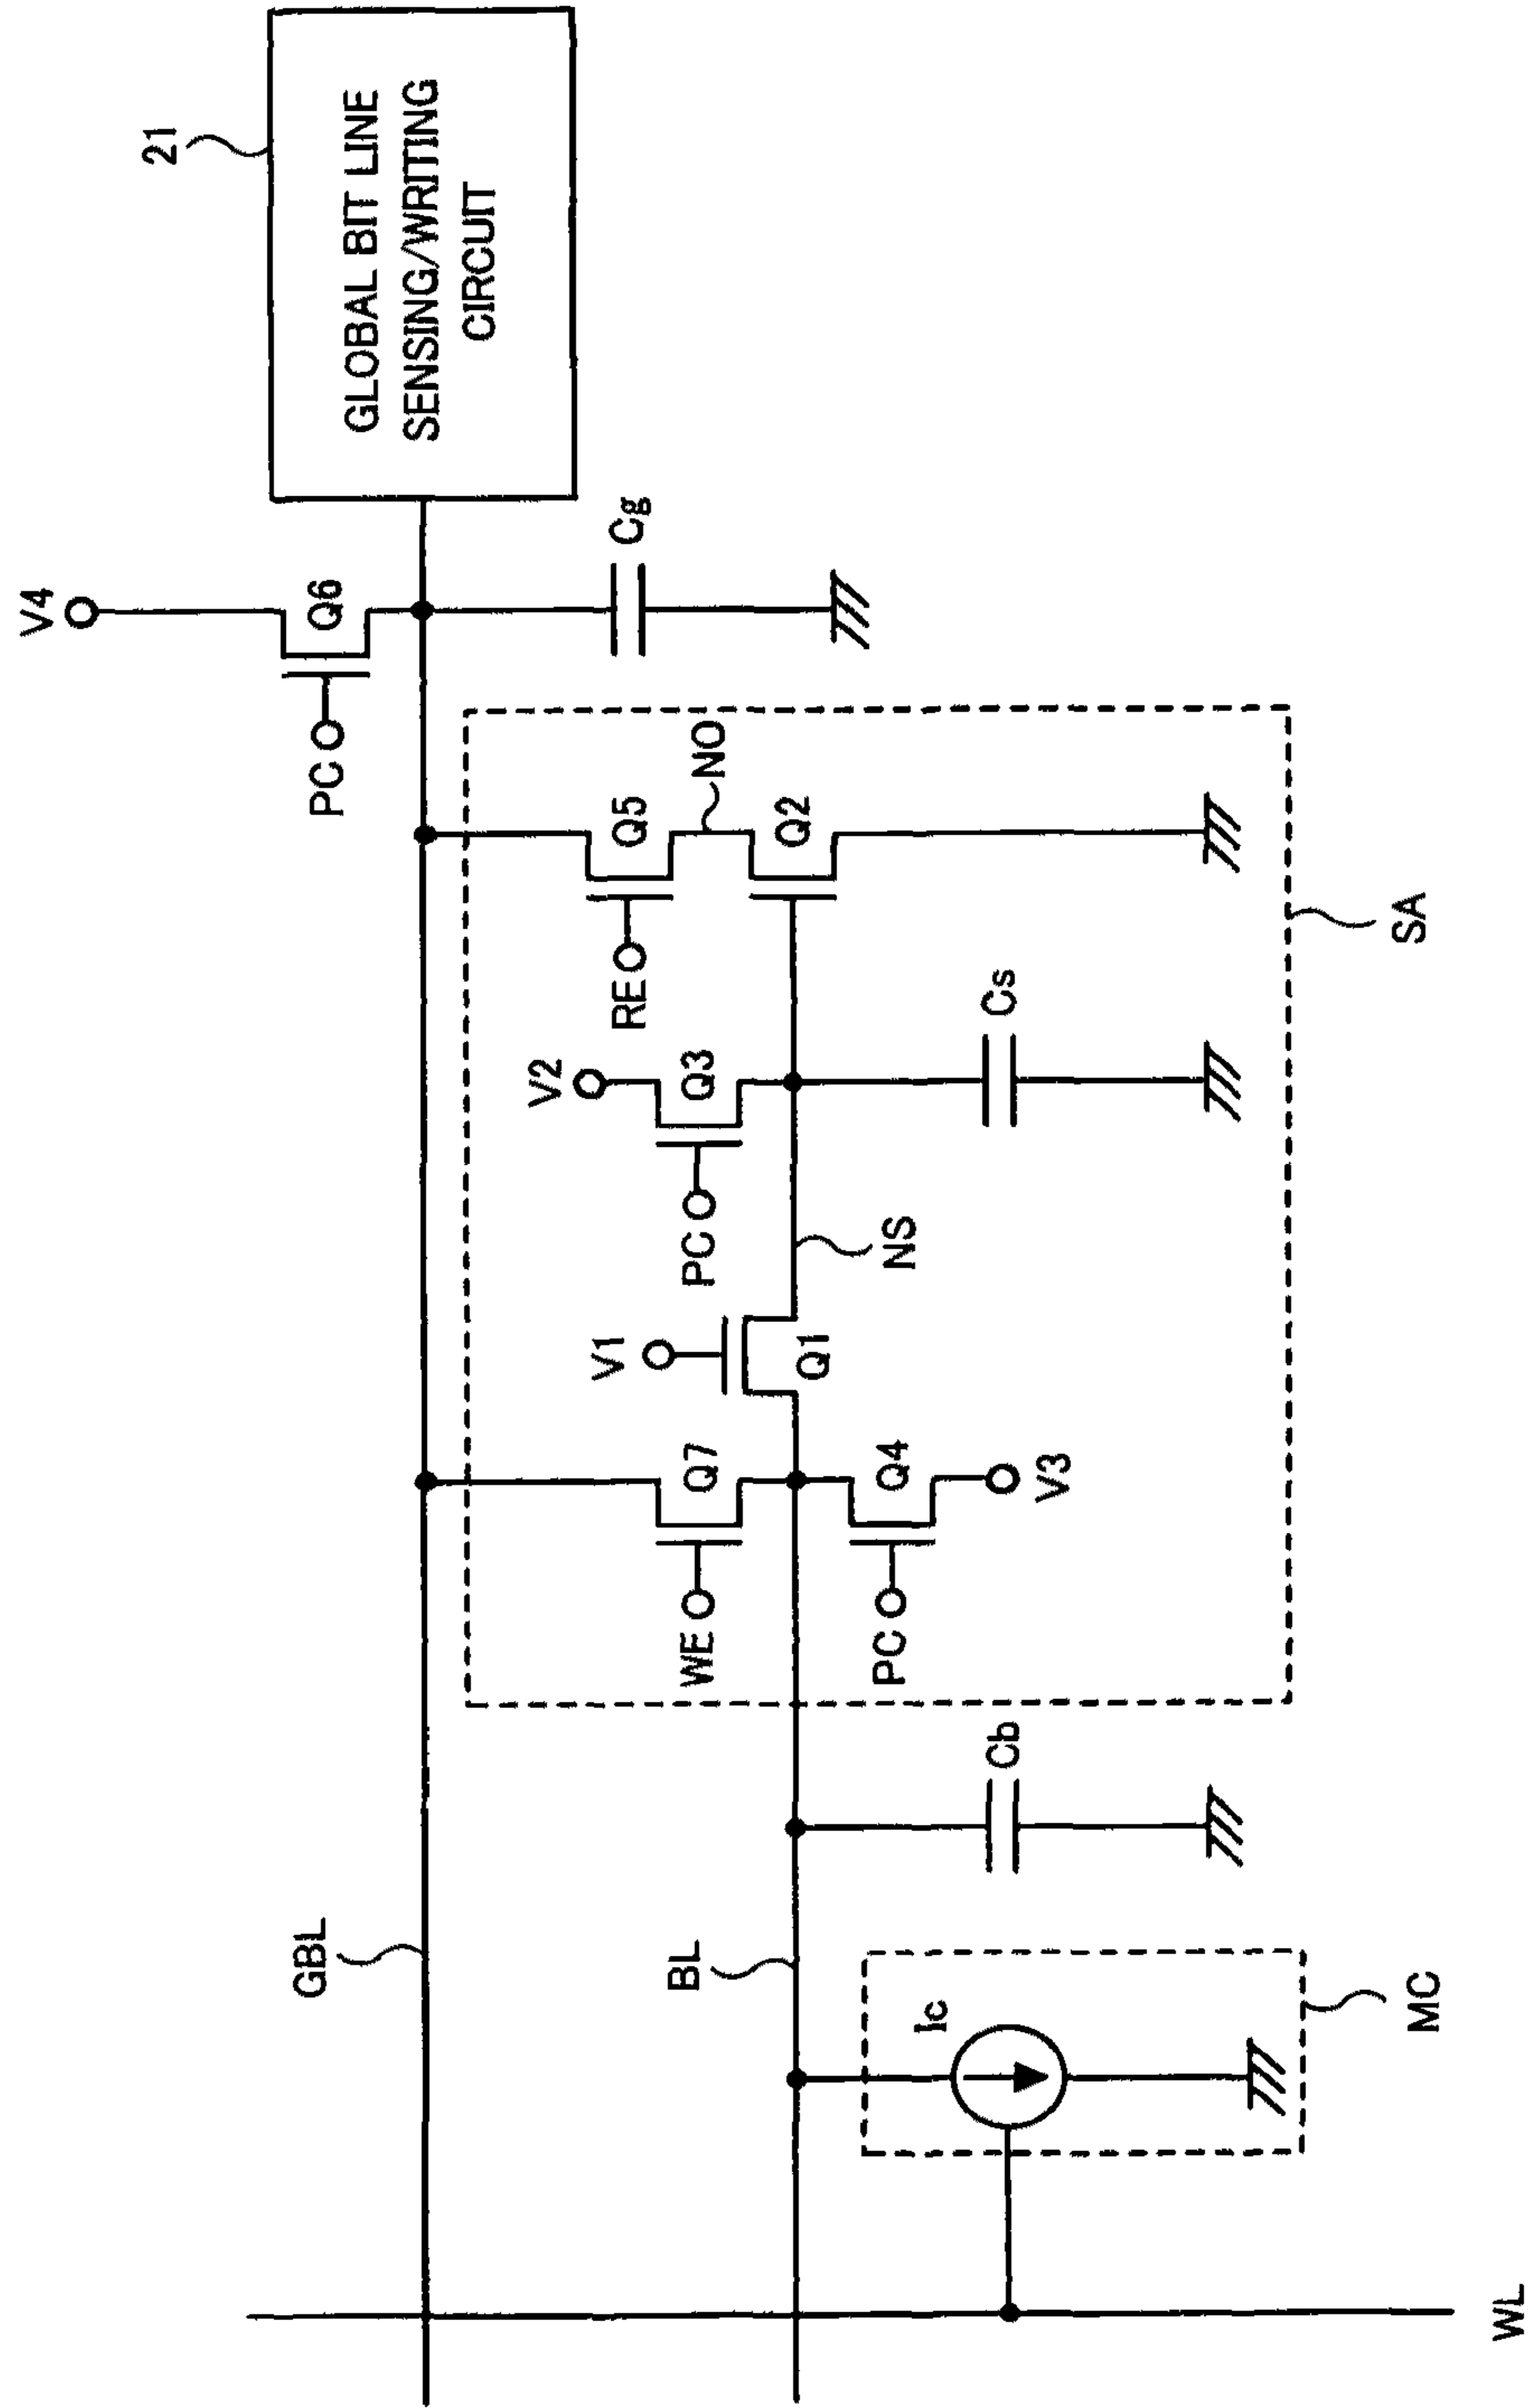 21
GLOBAL BIT LINE
SENSING/WRITING
CIRCUIT
V4
PC
Q6
Cg
GBL
WE
Q7
V1
Q1
V2
PC
Q3
RE
Q5
NO
Q2
BL
Cb
PC
Q4
V3
NS
Cs
SA
Ic
MC
WL